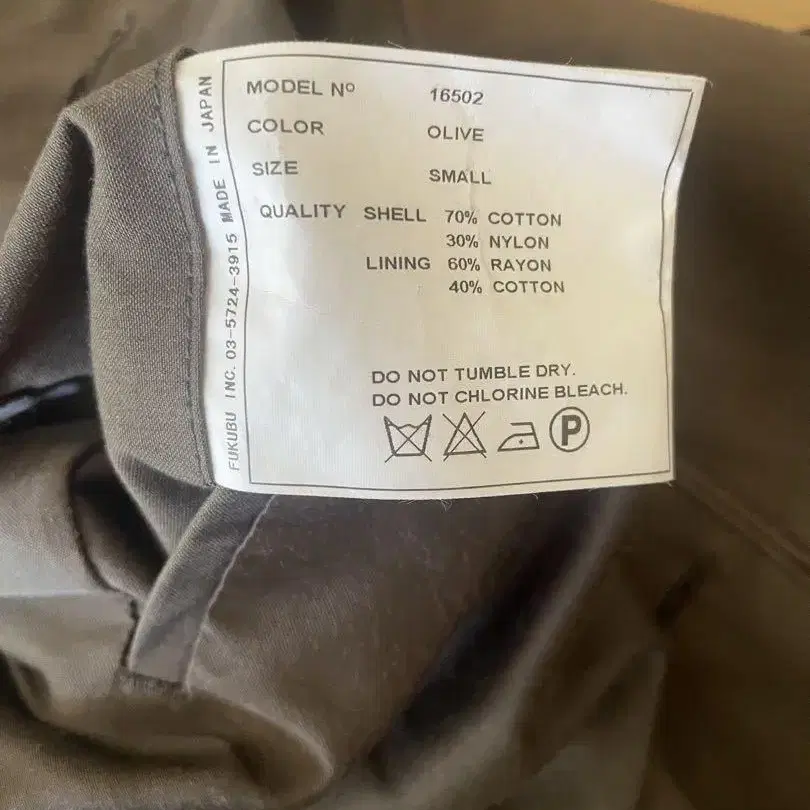 MODEL Nº 16502
COLOR OLIVE
SIZE SMALL
QUALITY SHELL 70% COTTON
30% NYLON
LINING 60% RAYON
40% COTTON
DO NOT TUMBLE DRY.
DO NOT CHLORINE BLEACH.
P
FUKUBU INC. 03-5724-3915 MADE IN JAPAN